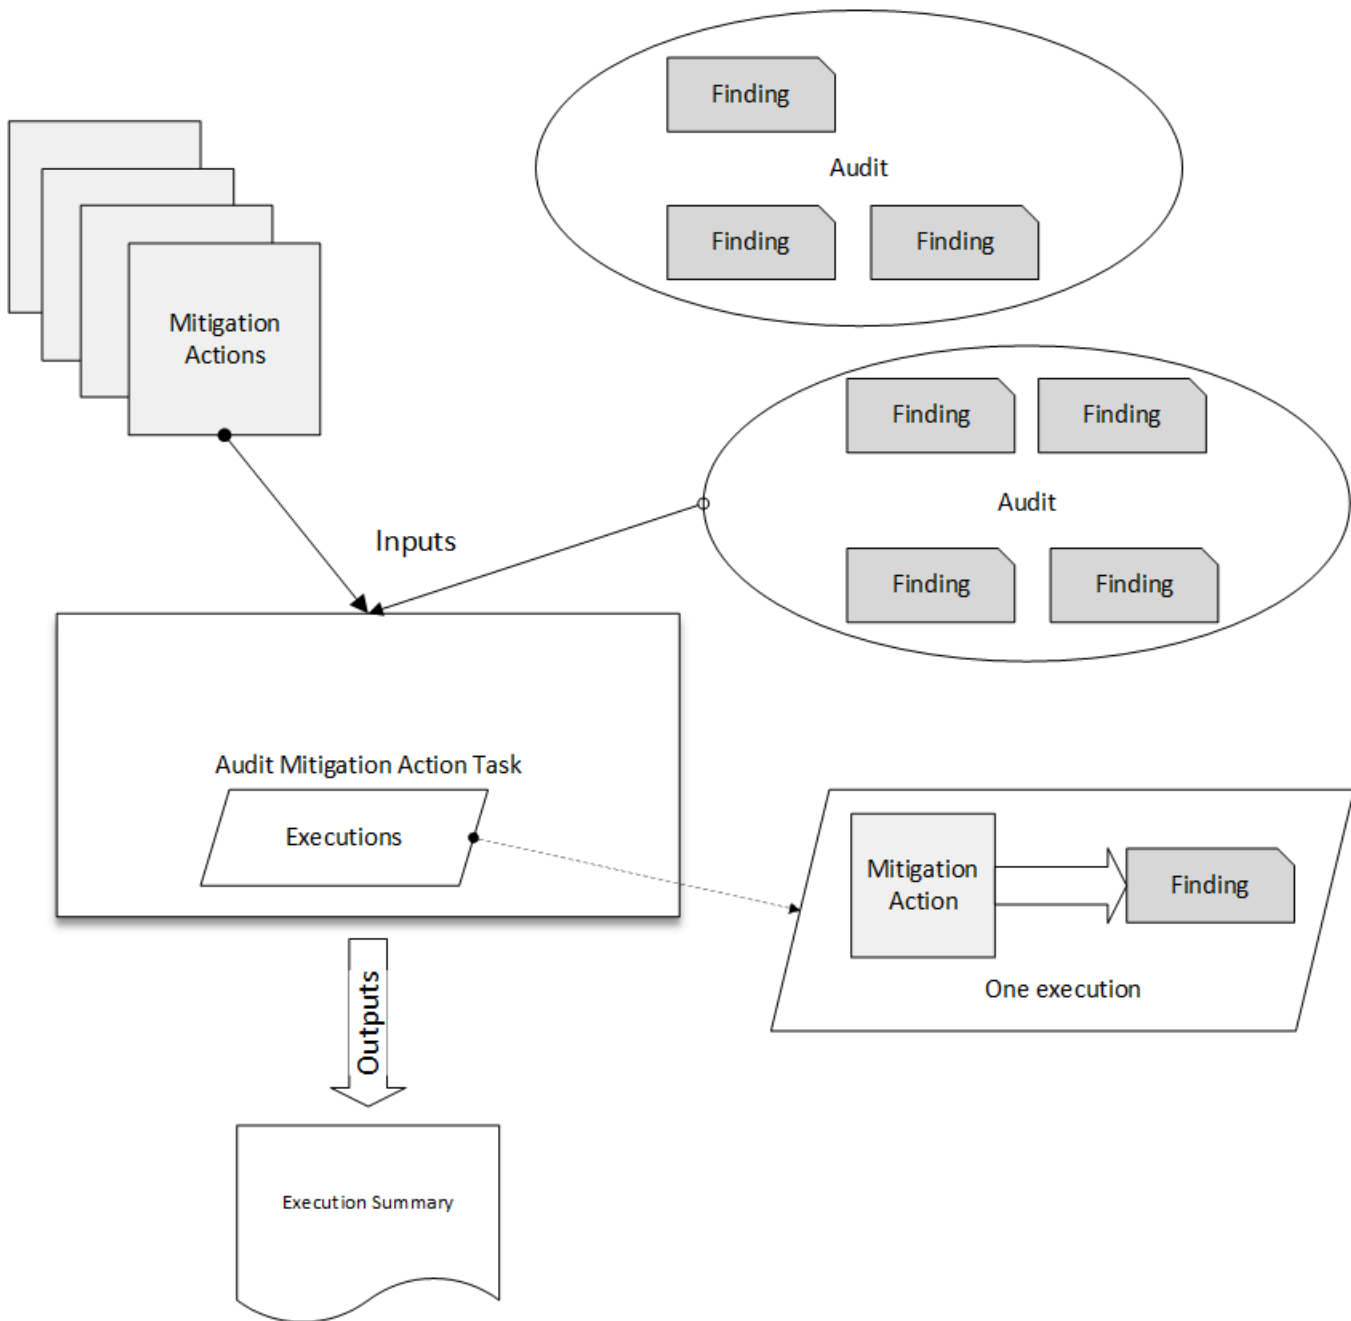 Finding
Audit
Finding
Finding
Mitigation
Actions
Finding
Finding
Audit
Finding
Finding
Inputs
Audit Mitigation Action Task
Executions
Mitigation
Action
Finding
One execution
Outputs
Execution Summary